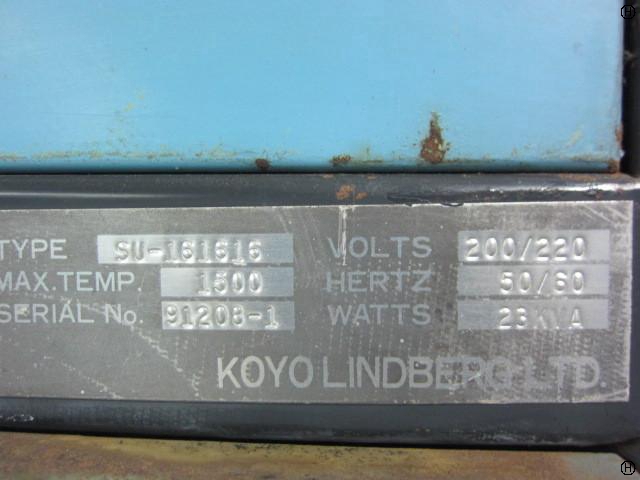 TYPE SU-161616 VOLTS 200/220
MAX.TEMP. 1500 HERTZ 50/60
SERIAL No. 91208-1 WATTS 23KVA
KOYO LINDBERG LTD.